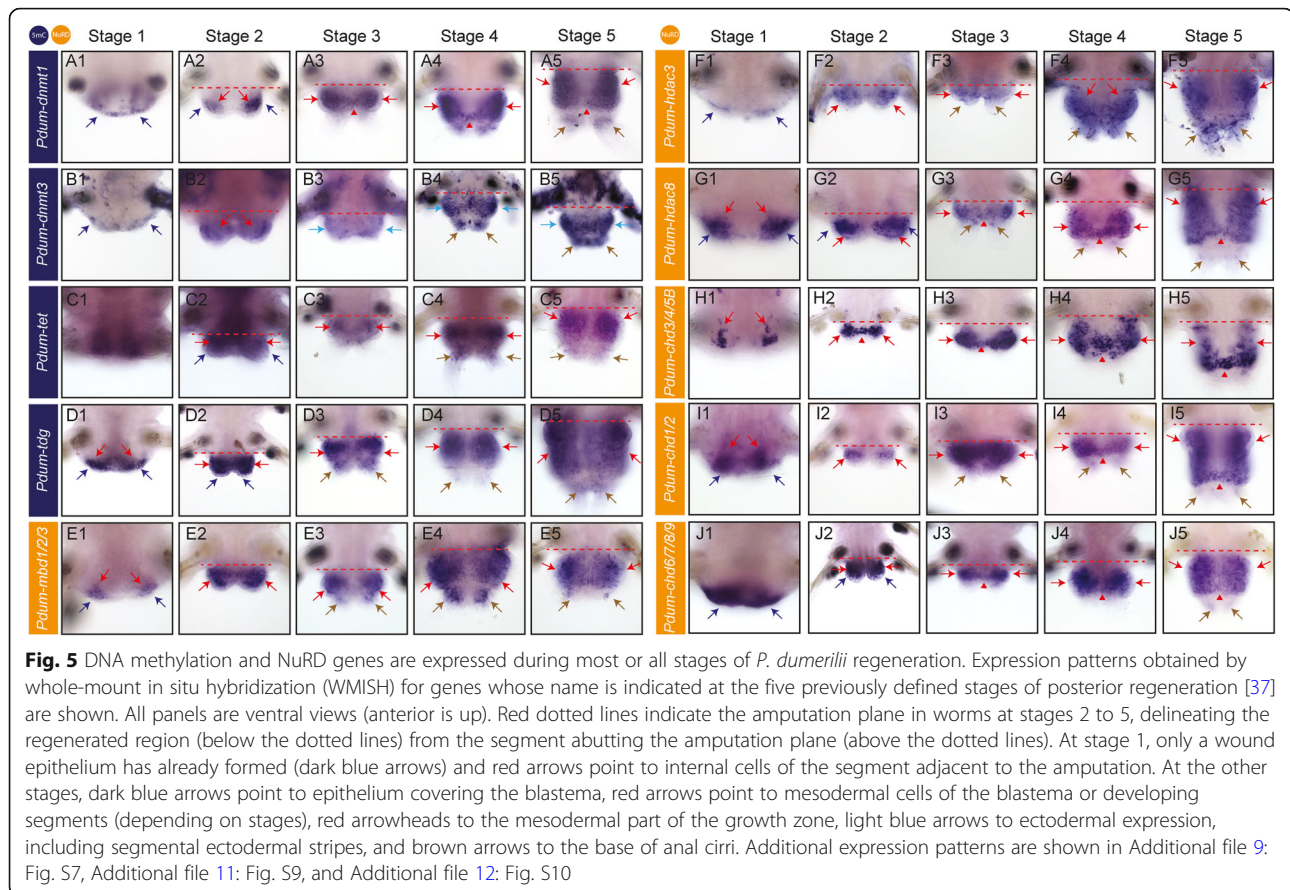 5mC NuRD Stage 1 Stage 2 Stage 3 Stage 4 Stage 5 Stage 1 Stage 2 Stage 3 Stage 4 Stage 5
Pdum-dnmt1 A1 A2 A3 A4 A5 Pdum-hdac3 F1 F2 F3 F4 F5
Pdum-dnmt3 B1 B2 B3 B4 B5 Pdum-hdac8 G1 G2 G3 G4 G5
Pdum-tet C1 C2 C3 C4 C5 Pdum-chd3/4/5B H1 H2 H3 H4 H5
Pdum-tdg D1 D2 D3 D4 D5 Pdum-chd1/2 I1 I2 I3 I4 I5
Pdum-mbd1/2/3 E1 E2 E3 E4 E5 Pdum-chd6/7/8/9 J1 J2 J3 J4 J5
NuRD
Fig. 5 DNA methylation and NuRD genes are expressed during most or all stages of P. dumerilii regeneration. Expression patterns obtained by
whole-mount in situ hybridization (WMISH) for genes whose name is indicated at the five previously defined stages of posterior regeneration [37]
are shown. All panels are ventral views (anterior is up). Red dotted lines indicate the amputation plane in worms at stages 2 to 5, delineating the
regenerated region (below the dotted lines) from the segment abutting the amputation plane (above the dotted lines). At stage 1, only a wound
epithelium has already formed (dark blue arrows) and red arrows point to internal cells of the segment adjacent to the amputation. At the other
stages, dark blue arrows point to epithelium covering the blastema, red arrows point to mesodermal cells of the blastema or developing
segments (depending on stages), red arrowheads to the mesodermal part of the growth zone, light blue arrows to ectodermal expression,
including segmental ectodermal stripes, and brown arrows to the base of anal cirri. Additional expression patterns are shown in Additional file 9:
Fig. S7, Additional file 11: Fig. S9, and Additional file 12: Fig. S10